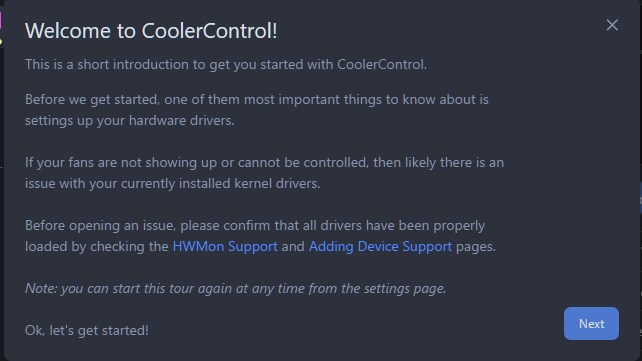 Welcome to CoolerControl!
This is a short introduction to get you started with CoolerControl.
Before we get started, one of them most important things to know about is
settings up your hardware drivers.
If your fans are not showing up or cannot be controlled, then likely there is an
issue with your currently installed kernel drivers.
Before opening an issue, please confirm that all drivers have been properly
loaded by checking the HWMon Support and Adding Device Support pages.
Note: you can start this tour again at any time from the settings page.
Ok, let's get started!
Next